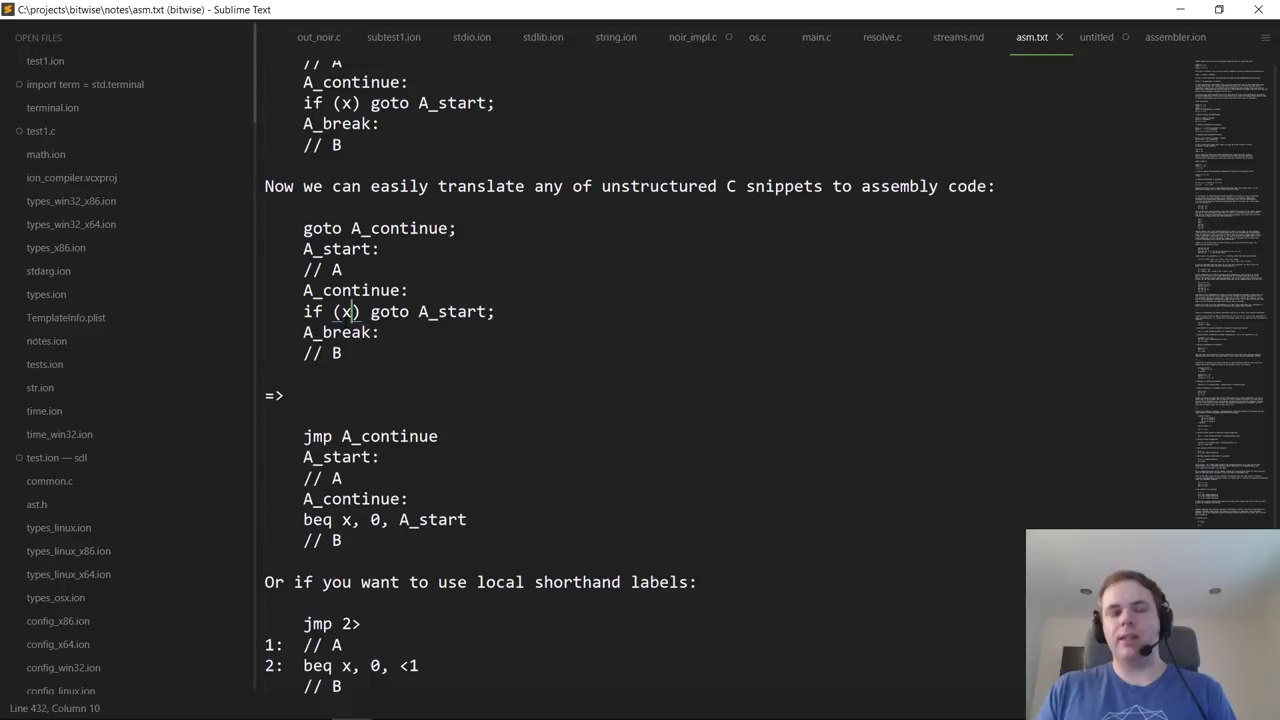 C:\projects\bitwise\notes\asm.txt (bitwise) - Sublime Text
OPEN FILES
test1.ion
import term = std.terminal
terminal.ion
test1.c
math.ion
ion_compiler.vcxproj
types_win32_x86.ion
types_win32_x64.ion
types_x86.ion
stdarg.ion
types.ion
TemplateInfo.plist
notes.ion
tests.ion
str.ion
time.ion
time_win32.ion
test.ion — sdl
common.c
ast.h
types_linux.ion
types_linux_x86.ion
types_linux_x64.ion
types_osx.ion
config_x86.ion
config_x64.ion
config_win32.ion
config_linux.ion
out_noir.c subtest1.ion stdio.ion stdlib.ion string.ion noir_impl.c os.c main.c resolve.c streams.md asm.txt untitled assembler.ion
// A
A_continue:
if (x) goto A_start;
A_break:
// B
Now we can easily translate any of unstructured C snippets to assembly code:
goto A_continue;
A_start:
// A
A_continue:
if (x) goto A_start;
A_break:
// B
=>
jmp A_continue
A_start:
// A
A_continue:
beq x, 0, A_start
// B
Or if you want to use local shorthand labels:
jmp 2>
1: // A
2: beq x, 0, <1
// B
Line 432, Column 10